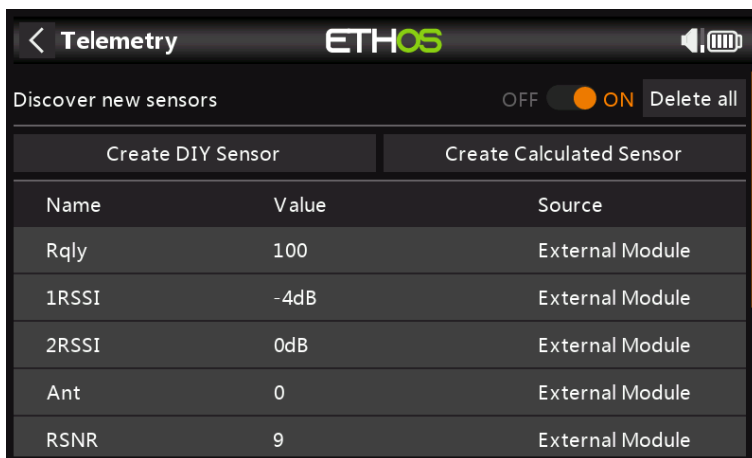 Telemetry ETHOS
Discover new sensors OFF ON Delete all
Create DIY Sensor Create Calculated Sensor
Name Value Source
Rqly 100 External Module
1RSSI -4dB External Module
2RSSI 0dB External Module
Ant 0 External Module
RSNR 9 External Module